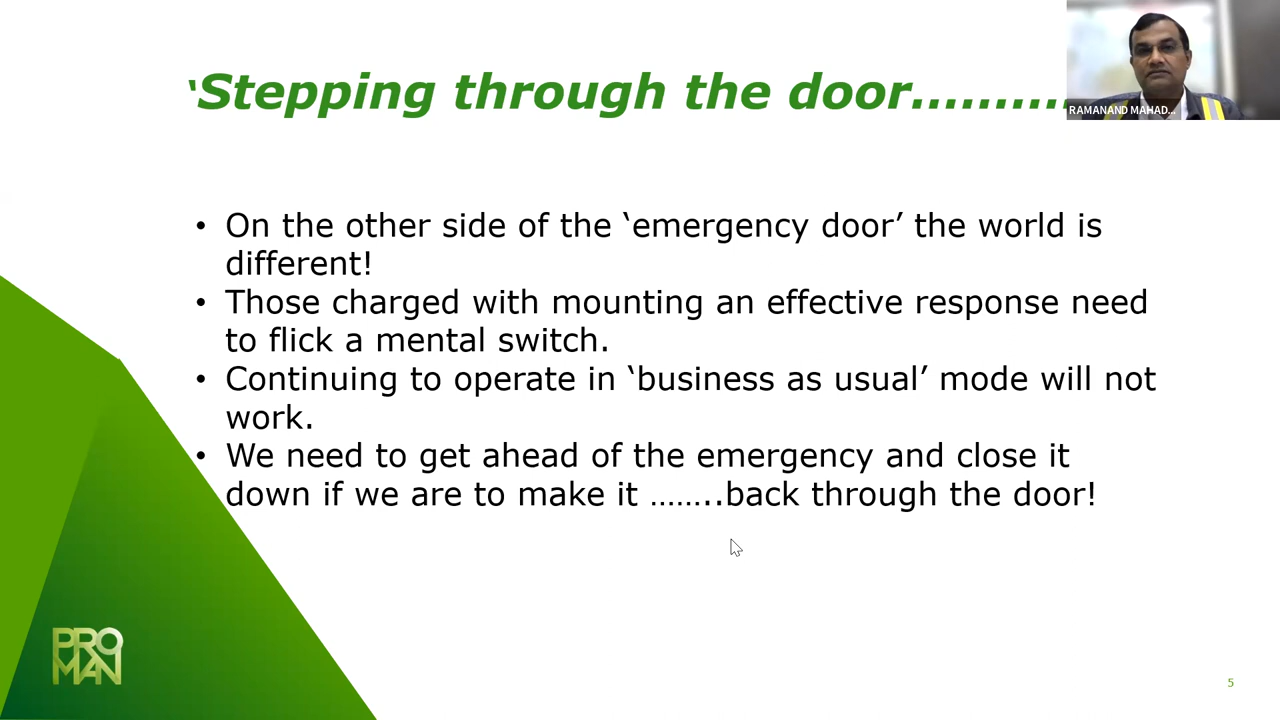 ‘Stepping through the door..........
RAMANAND MAHAD...
• On the other side of the ‘emergency door’ the world is
different!
• Those charged with mounting an effective response need
to flick a mental switch.
• Continuing to operate in ‘business as usual’ mode will not
work.
• We need to get ahead of the emergency and close it
down if we are to make it ……..back through the door!
PRO
MAN
5